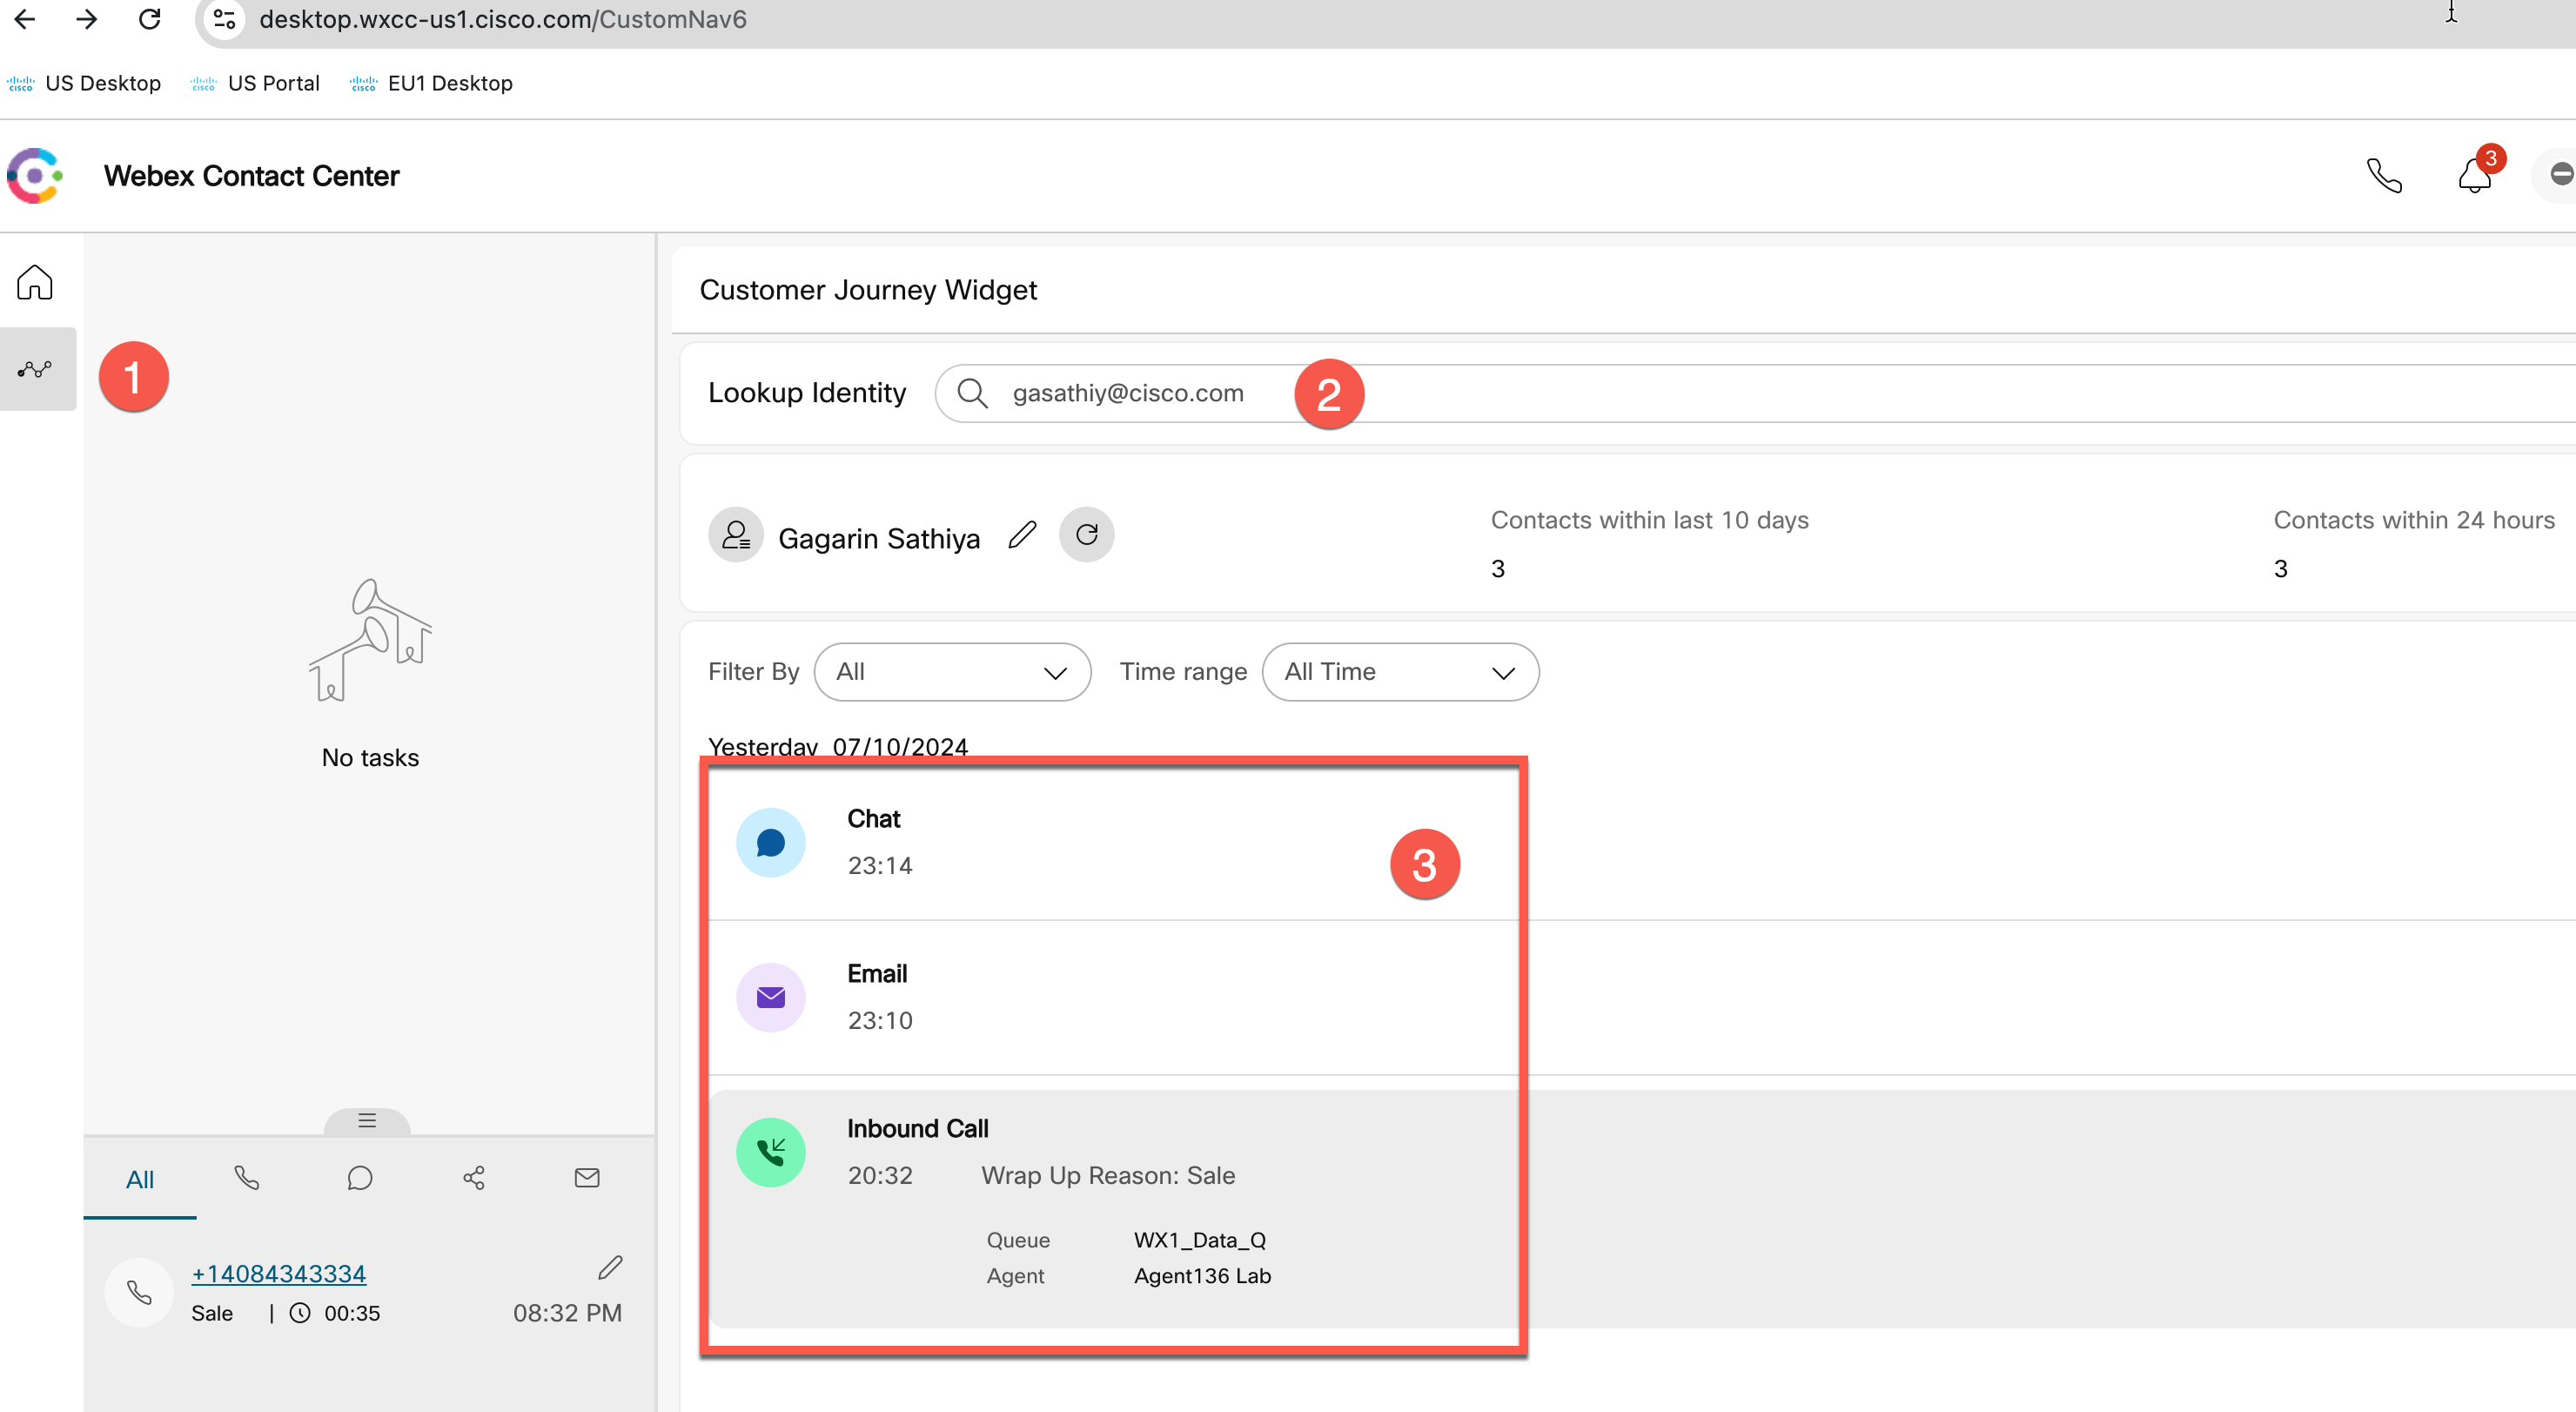 desktop.wxcc-us1.cisco.com/CustomNav6
CISCO US Desktop CISCO US Portal CISCO EU1 Desktop
Webex Contact Center
3
Customer Journey Widget
1
Lookup Identity gasathiy@cisco.com 2
Gagarin Sathiya
Contacts within last 10 days
3
Contacts within 24 hours
3
Filter By All Time range All Time
No tasks
Yesterday 07/10/2024
Chat
23:14
3
Email
23:10
Inbound Call
20:32 Wrap Up Reason: Sale
Queue WX1_Data_Q
Agent Agent136 Lab
All
+14084343334
Sale | 00:35 08:32 PM